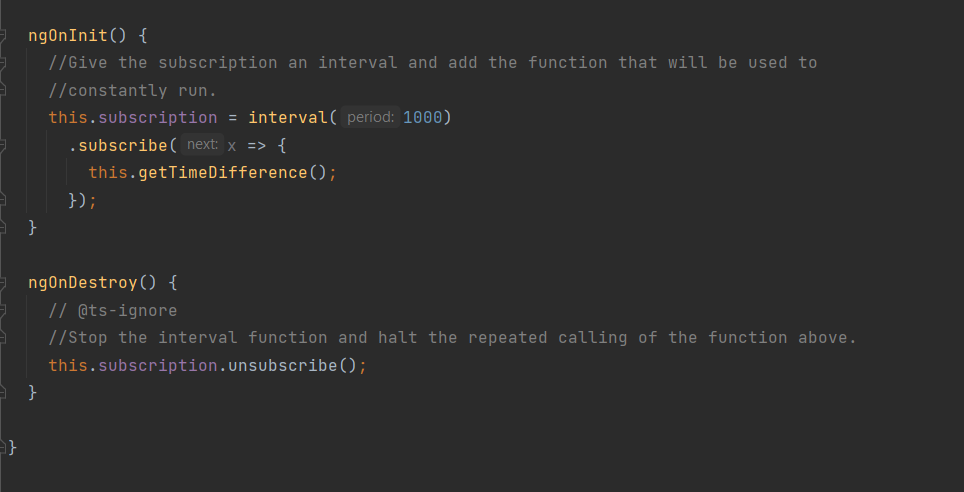 ngOnInit() {
//Give the subscription an interval and add the function that will be used to
//constantly run.
this.subscription = interval( period: 1000)
.subscribe( next: x => {
this.getTimeDifference();
});
}
ngOnDestroy() {
// @ts-ignore
//Stop the interval function and halt the repeated calling of the function above.
this.subscription.unsubscribe();
}
}